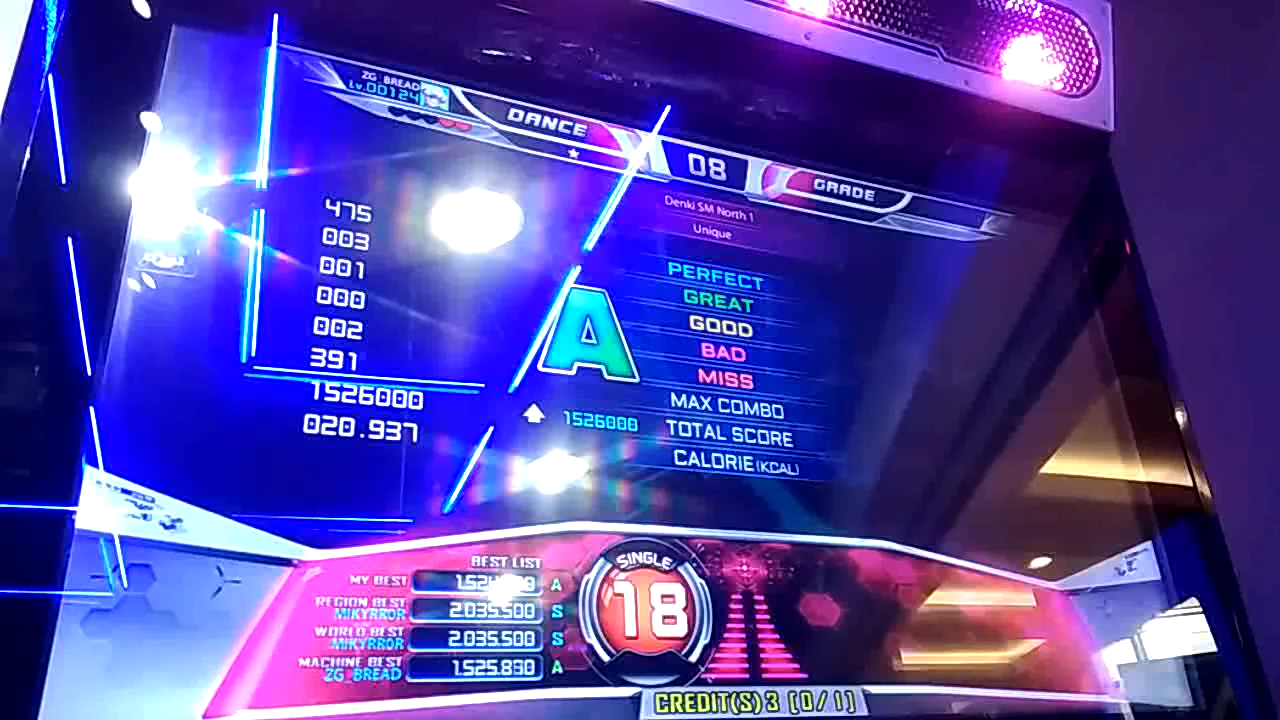 ZG_BREAD
Lv.00124
DANCE
08
GRADE
Denki SM North 1
Unique
475 PERFECT
003 GREAT
001 GOOD
000 BAD
002 MISS
391 MAX COMBO
1526000 1526000 TOTAL SCORE
020.937 CALORIE (KCAL)
A
BEST LIST
MY BEST A
REGION BEST 2.035.500 S
MIKYRROR
WORLD BEST 2.035.500 S
MIKYRROR
MACHINE BEST 1.525.890 A
ZG_BREAD
SINGLE
18
CREDIT(S) 3 [0/1]